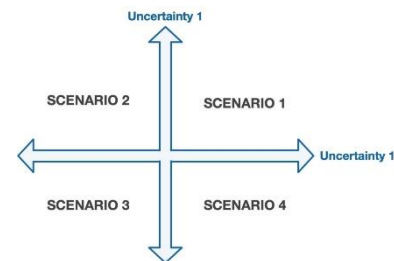 Uncertainty 1
SCENARIO 2
SCENARIO 1
Uncertainty 1
SCENARIO 3
SCENARIO 4